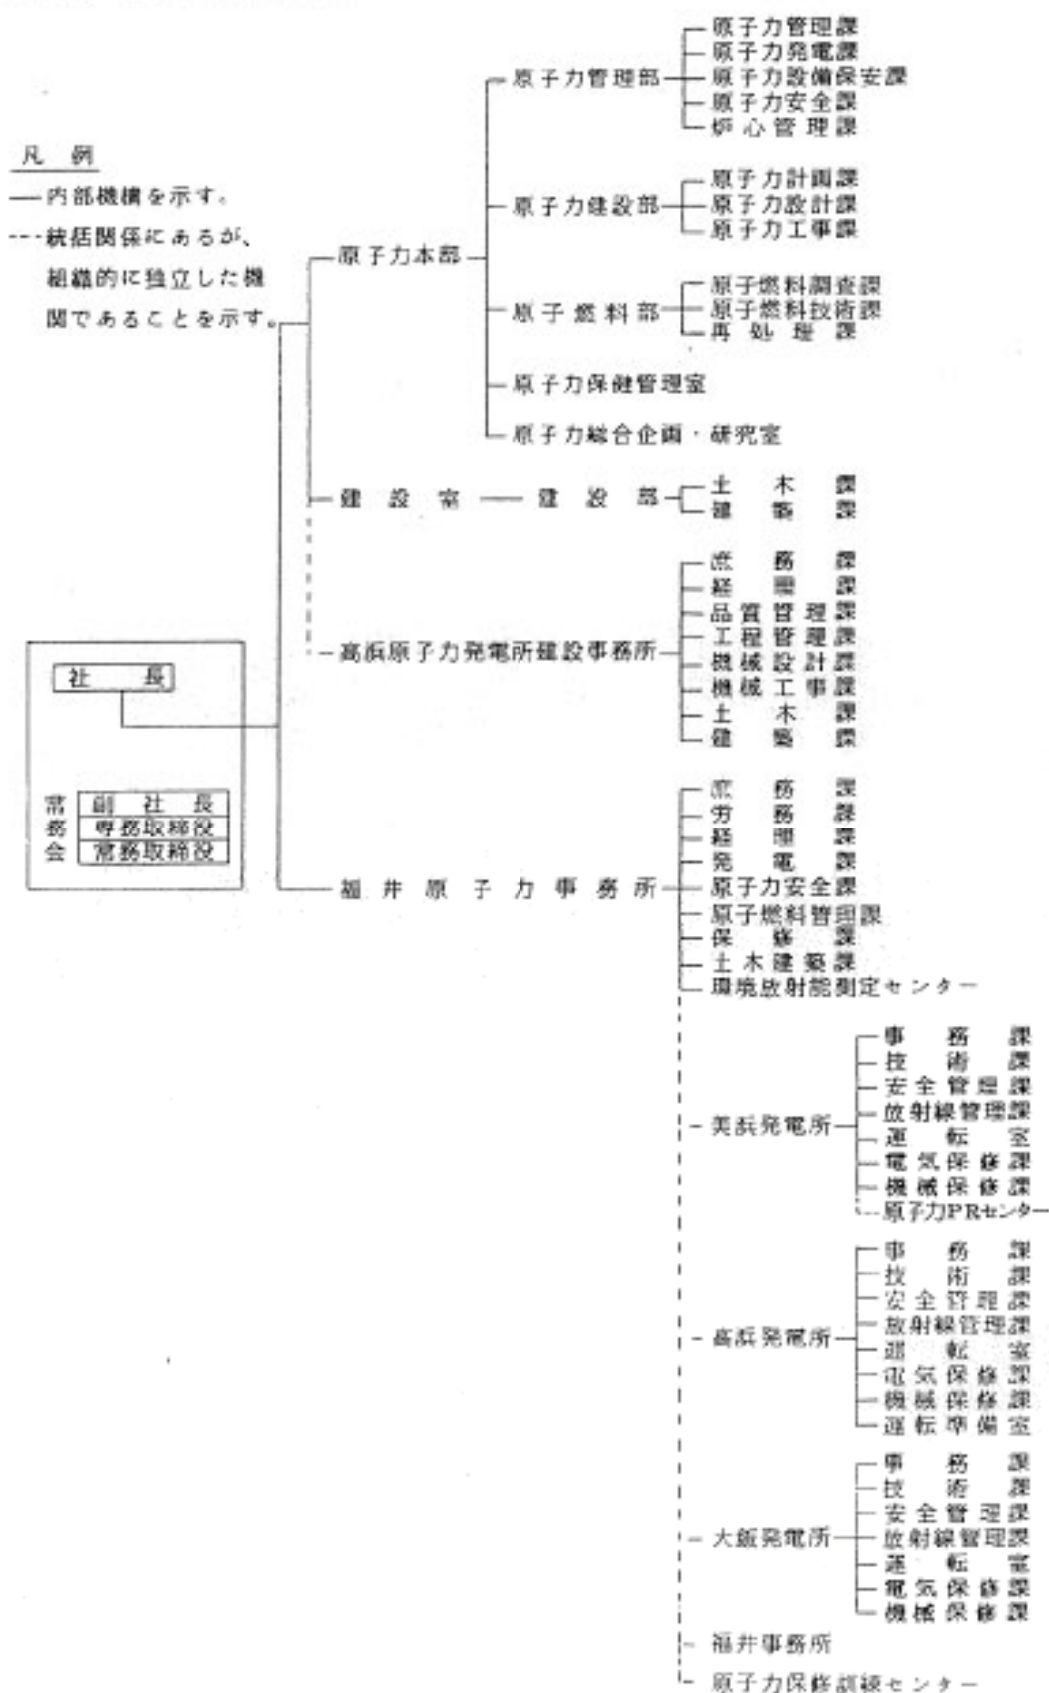 原子力管理課
原子力発電課
原子力管理部
原子力設備保安課
原子力安全課
炉心管理課
凡 例
内部機構を示す。
統括関係にあるが、
組織的に独立した機
関であることを示す。
原子力計画課
原子力建設部
原子力設計課
原子力工事課
原子力本部
原子燃料調査課
原子燃料部
原子燃料技術課
再処理課
原子力保健管理室
原子力総合企画・研究室
建設室
建設部
土木課
建築課
庶務課
経理課
品質管理課
工程管理課
高浜原子力発電所建設事務所
機械設計課
機械工事課
土木課
建築課
社長
常務会
副社長
専務取締役
常務取締役
福井原子力事務所
庶務課
労務課
経理課
発電課
原子力安全課
原子燃料管理課
保修課
土木建築課
環境放射能測定センター
美浜発電所
事務課
技術課
安全管理課
放射線管理課
運転室
電気保修課
機械保修課
原子力PRセンター
高浜発電所
事務課
技術課
安全管理課
放射線管理課
運転室
電気保修課
機械保修課
運転準備室
大飯発電所
事務課
技術課
安全管理課
放射線管理課
運転室
電気保修課
機械保修課
福井事務所
原子力保修訓練センター